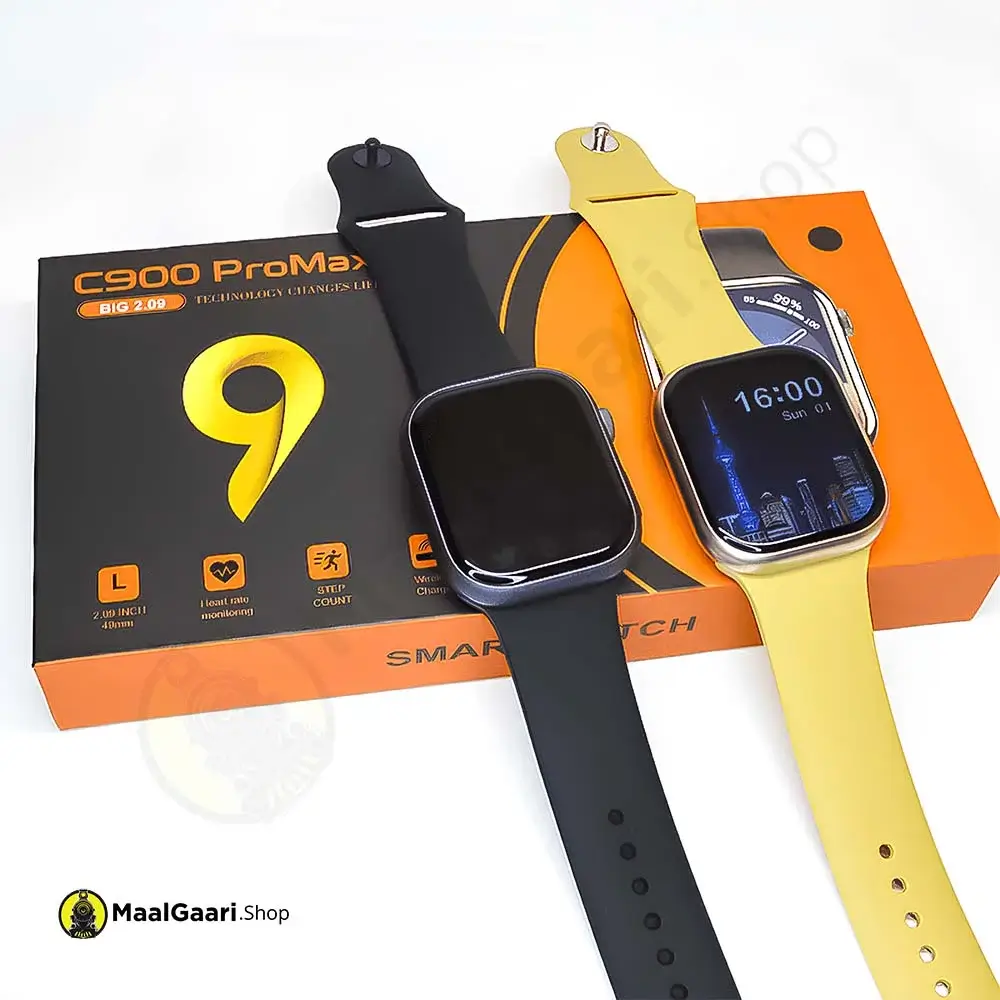 C900 ProMax
BIG 2.09
TECHNOLOGY CHANGES
9
99%
100
16:00
Sun 01
L
2.09 INCH
49mm
Heart rate
monitoring
STEP
COUNT
SMAR
TCH
MaalGaari.Shop